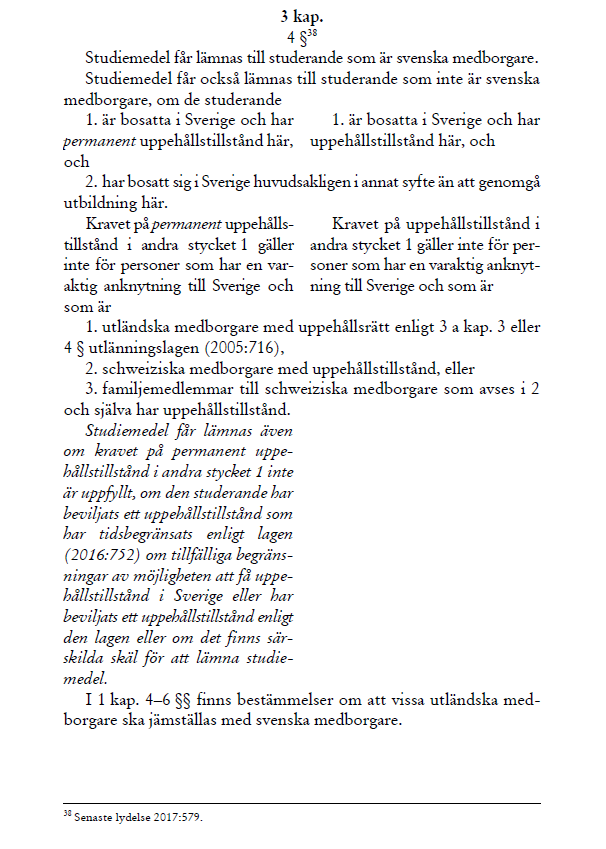 3 kap.
4 §38
Studiemedel får lämnas till studerande som är svenska medborgare.
Studiemedel får också lämnas till studerande som inte är svenska
medborgare, om de studerande
1. är bosatta i Sverige och har
permanent uppehållstillstånd här,
och
1. är bosatta i Sverige och har
uppehållstillstånd här, och
2. har bosatt sig i Sverige huvudsakligen i annat syfte än att genomgå
utbildning här.
Kravet på permanent uppehålls-
tillstånd i andra stycket 1 gäller
inte för personer som har en var-
aktig anknytning till Sverige och
som är
Kravet på uppehållstillstånd i
andra stycket 1 gäller inte för per-
soner som har en varaktig anknyt-
ning till Sverige och som är
1. utländska medborgare med uppehållsrätt enligt 3 a kap. 3 eller
4 § utlänningslagen (2005:716),
2. schweiziska medborgare med uppehållstillstånd, eller
3. familjemedlemmar till schweiziska medborgare som avses i 2
och själva har uppehållstillstånd.
Studiemedel får lämnas även
om kravet på permanent uppe-
hållstillstånd i andra stycket 1 inte
är uppfyllt, om den studerande har
beviljats ett uppehållstillstånd som
har tidsbegränsats enligt lagen
(2016:752) om tillfälliga begräns-
ningar av möjligheten att få uppe-
hållstillstånd i Sverige eller har
beviljats ett uppehållstillstånd enligt
den lagen eller om det finns sär-
skilda skäl för att lämna studie-
medel.
I 1 kap. 4–6 §§ finns bestämmelser om att vissa utländska med-
borgare ska jämställas med svenska medborgare.
38 Senaste lydelse 2017:579.